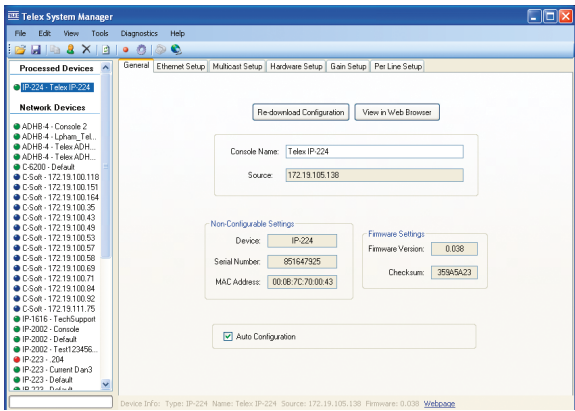 Telex System Manager
File Edit View Tools Diagnostics Help
Processed Devices
IP-224 - Telex IP-224
Network Devices
ADHB-4 - Console 2
ADHB-4 - Lpham_Tel...
ADHB-4 - Telex ADH...
ADHB-4 - Telex ADH...
C-6200 - Default
C-Soft - 172.19.100.118
C-Soft - 172.19.100.151
C-Soft - 172.19.100.164
C-Soft - 172.19.100.35
C-Soft - 172.19.100.43
C-Soft - 172.19.100.49
C-Soft - 172.19.100.53
C-Soft - 172.19.100.57
C-Soft - 172.19.100.58
C-Soft - 172.19.100.69
C-Soft - 172.19.100.71
C-Soft - 172.19.100.84
C-Soft - 172.19.100.92
C-Soft - 172.19.111.75
IP-1616 - TechSupport
IP-2002 - Console
IP-2002 - Default
IP-2002 - Test123456...
IP-223 - .204
IP-223 - Current Dan3
IP-223 - Default
IP-223 - Default
General Ethernet Setup Multicast Setup Hardware Setup Gain Setup Per Line Setup
Re-download Configuration View in Web Browser
Console Name: Telex IP-224
Source: 172.19.105.138
Non-Configurable Settings
Device: IP-224
Serial Number: 851647925
MAC Address: 00:0B:7C:70:00:43
Firmware Settings
Firmware Version: 0.038
Checksum: 359A5A23
Auto Configuration
Device Info: Type: IP-224 Name: Telex IP-224 Source: 172.19.105.138 Firmware: 0.038 Webpage